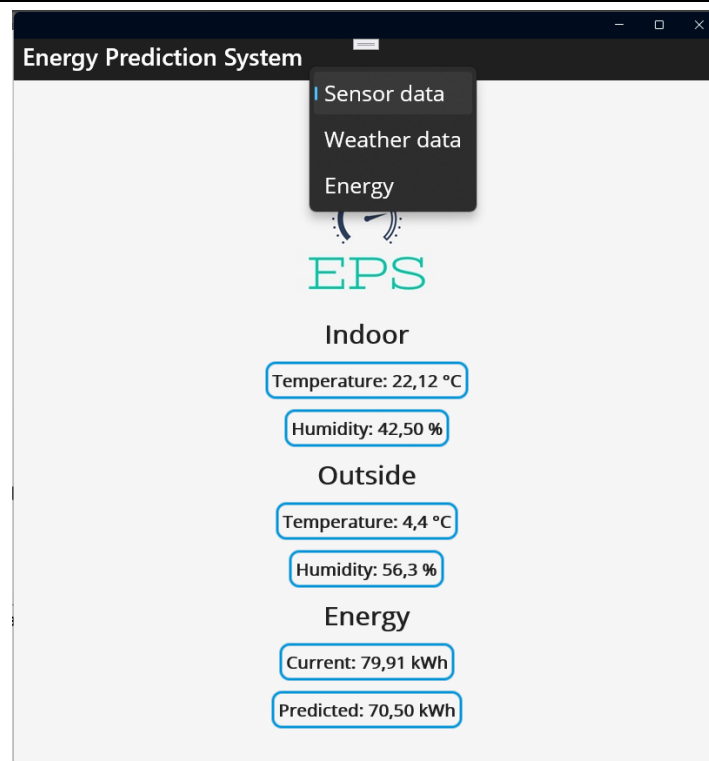 Energy Prediction System
Sensor data
Weather data
Energy
EPS
Indoor
Temperature: 22,12 °C
Humidity: 42,50 %
Outside
Temperature: 4,4 °C
Humidity: 56,3 %
Energy
Current: 79,91 kWh
Predicted: 70,50 kWh